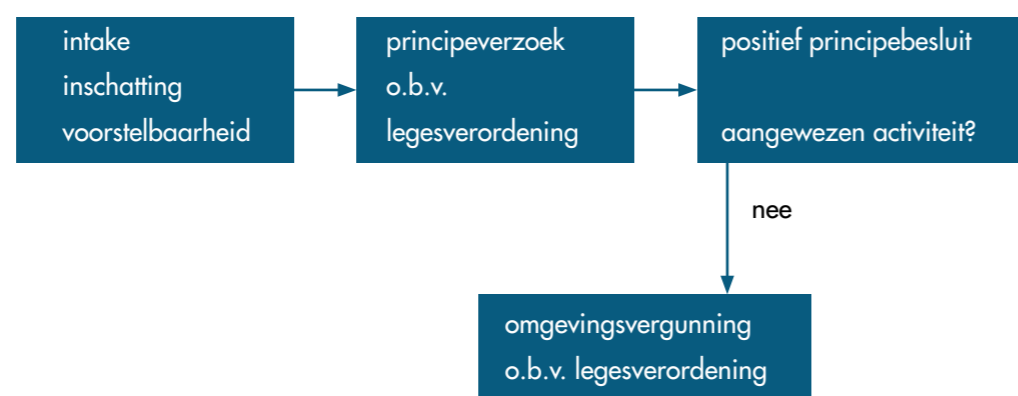 intake
inschatting
voorstelbaarheid
principeverzoek
o.b.v.
legesverordening
positief principebesluit
aangewezen activiteit?
nee
omgevingsvergunning
o.b.v. legesverordening